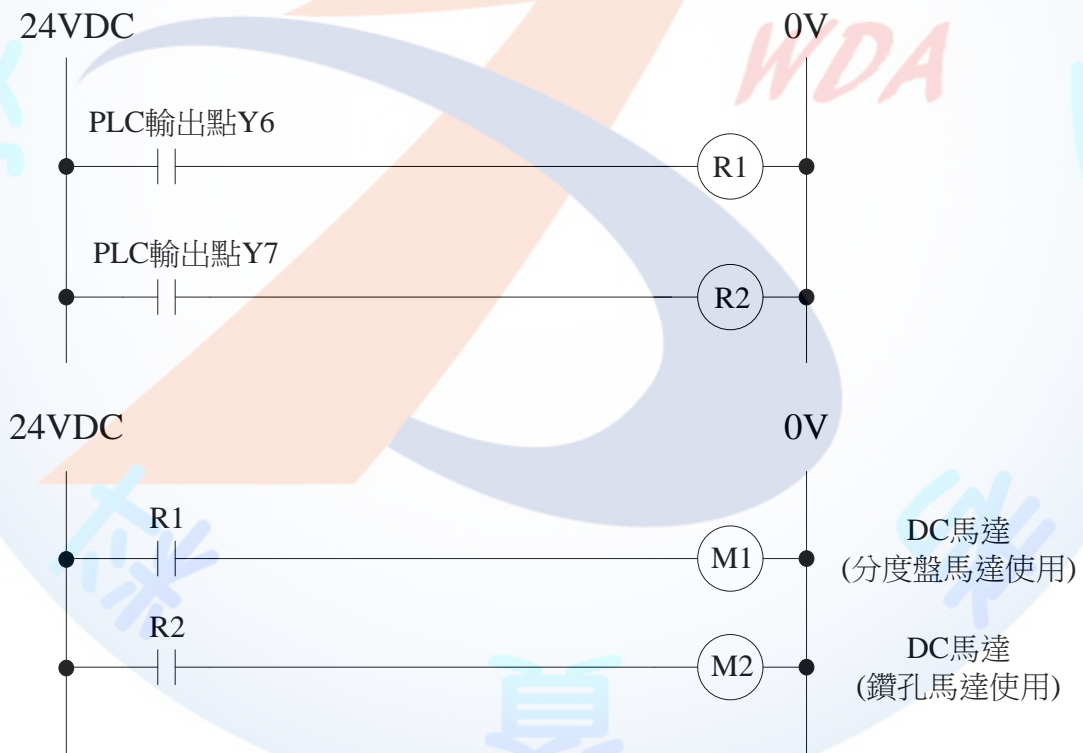 24VDC 0V
WDA
PLC輸出點Y6
R1
PLC輸出點Y7
R2
24VDC 0V
R1
M1
DC馬達
(分度盤馬達使用)
R2
M2
DC馬達
(鑽孔馬達使用)